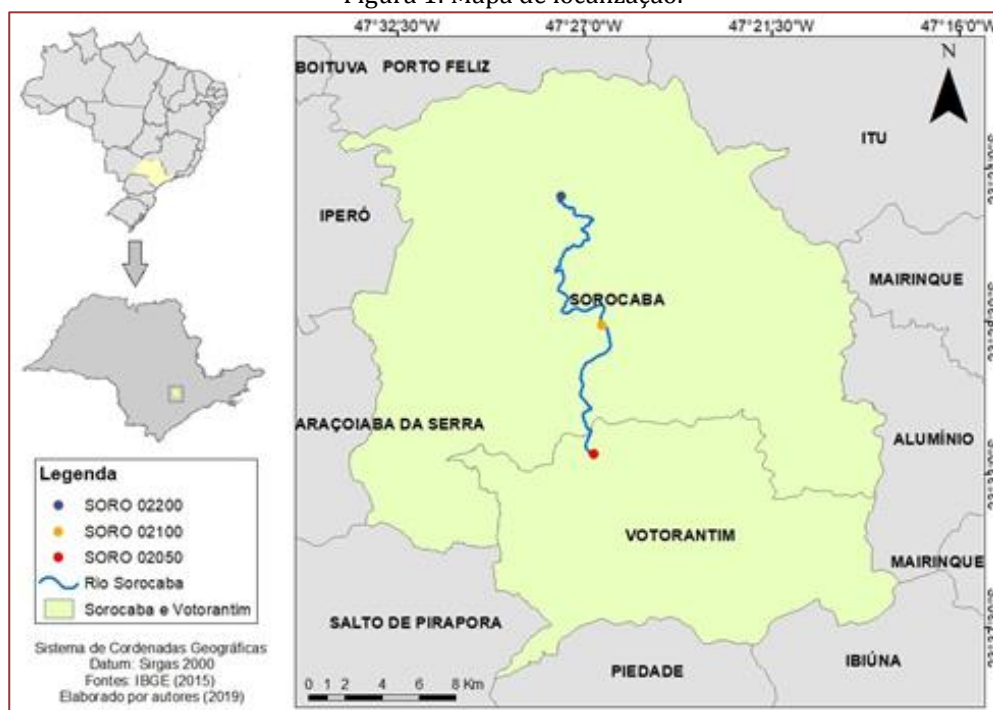 Figura 1: Mapa de localização.
47°32'30"W 47°27'0"W 47°21'30"W 47°16'0"W
N
BOITUVA
PORTO FELIZ
ITU
IPERÓ
MAIRINQUE
SOROCABA
ARAÇOIABA DA SERRA
ALUMÍNIO
VOTORANTIM
MAIRINQUE
SALTO DE PIRAPORA
PIEDADE
IBIÚNA
0 1 2 4 6 8 Km
Legenda
SORO 02200
SORO 02100
SORO 02050
Rio Sorocaba
Sorocaba e Votorantim
Sistema de Cordenadas Geográficas
Datum: Sirgas 2000
Fontes: IBGE (2015)
Elaborado por autores (2019)